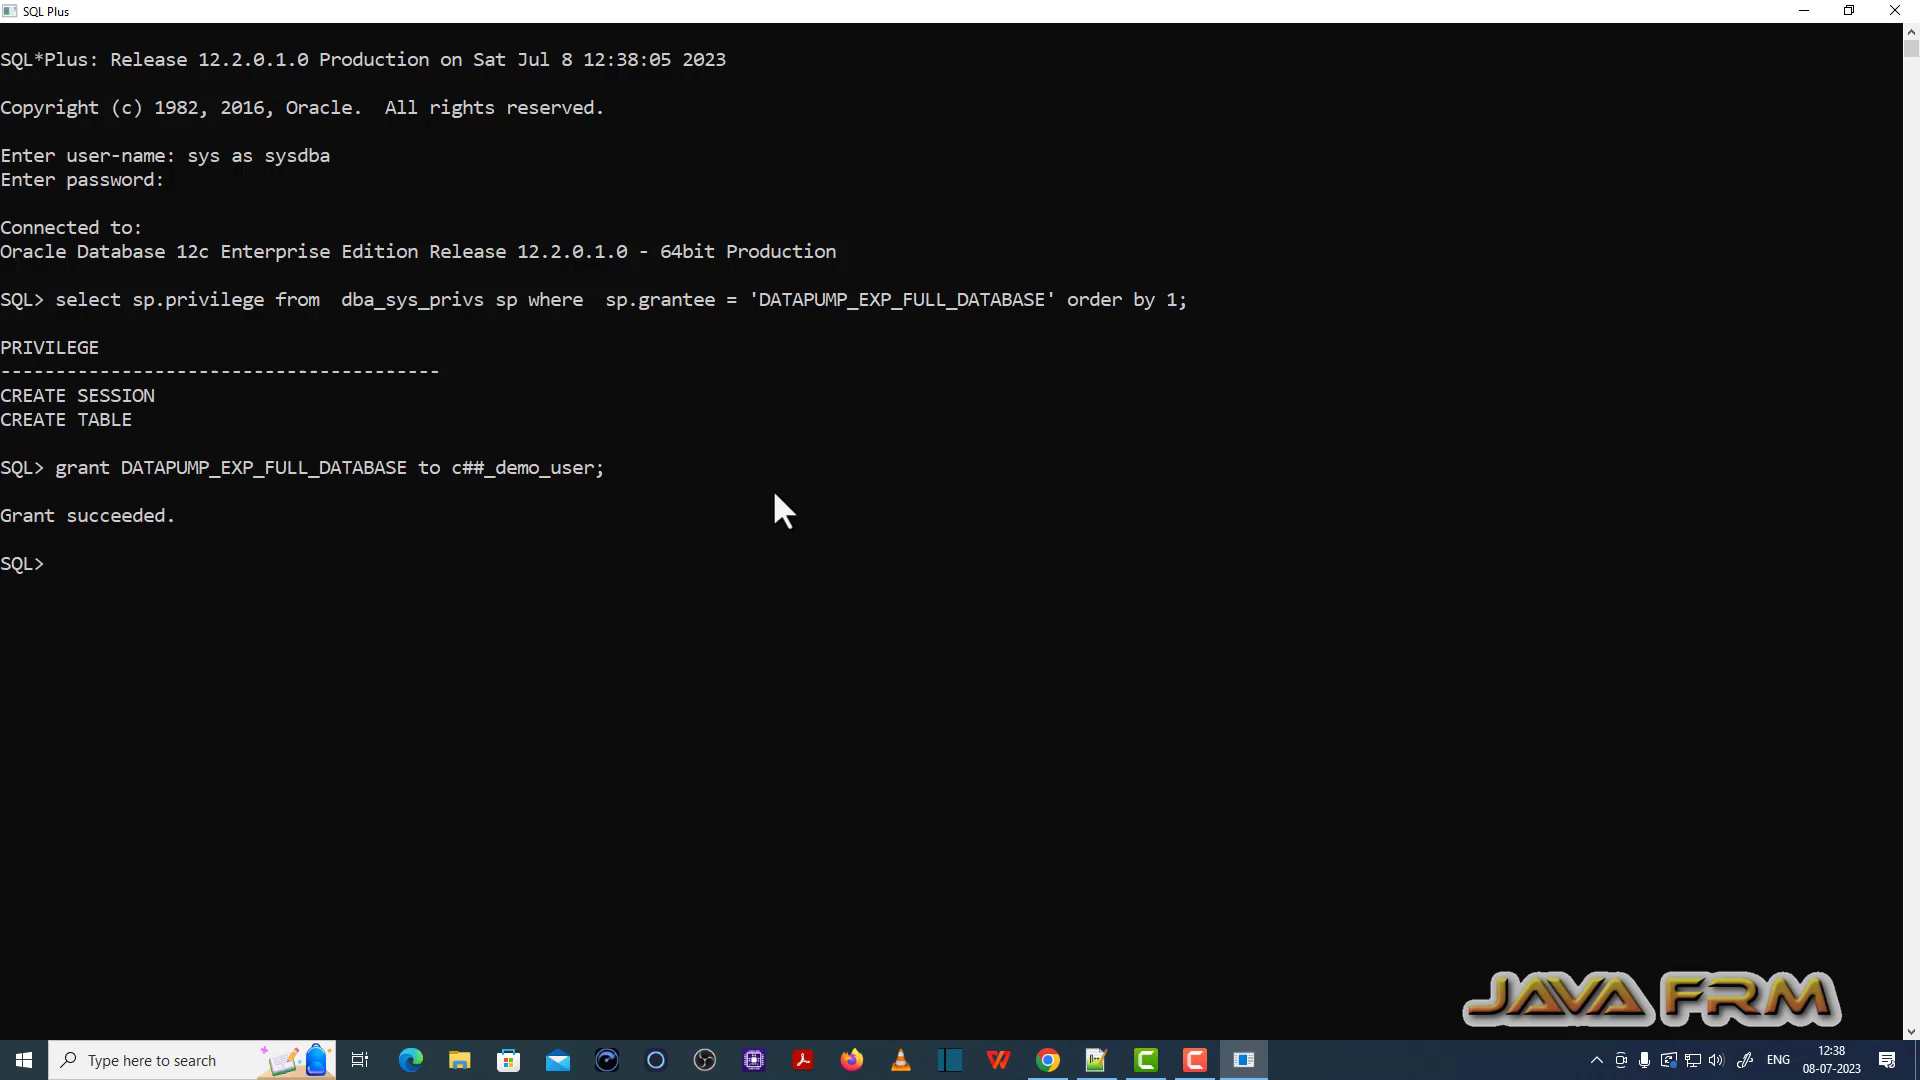 SQL Plus
SQL*Plus: Release 12.2.0.1.0 Production on Sat Jul 8 12:38:05 2023
Copyright (c) 1982, 2016, Oracle.  All rights reserved.
Enter user-name: sys as sysdba
Enter password:
Connected to:
Oracle Database 12c Enterprise Edition Release 12.2.0.1.0 - 64bit Production
SQL> select sp.privilege from  dba_sys_privs sp where  sp.grantee = 'DATAPUMP_EXP_FULL_DATABASE' order by 1;
PRIVILEGE
----------------------------------------
CREATE SESSION
CREATE TABLE
SQL> grant DATAPUMP_EXP_FULL_DATABASE to c##_demo_user;
Grant succeeded.
SQL>
JAVA FRM
Type here to search
ENG
12:38
08-07-2023